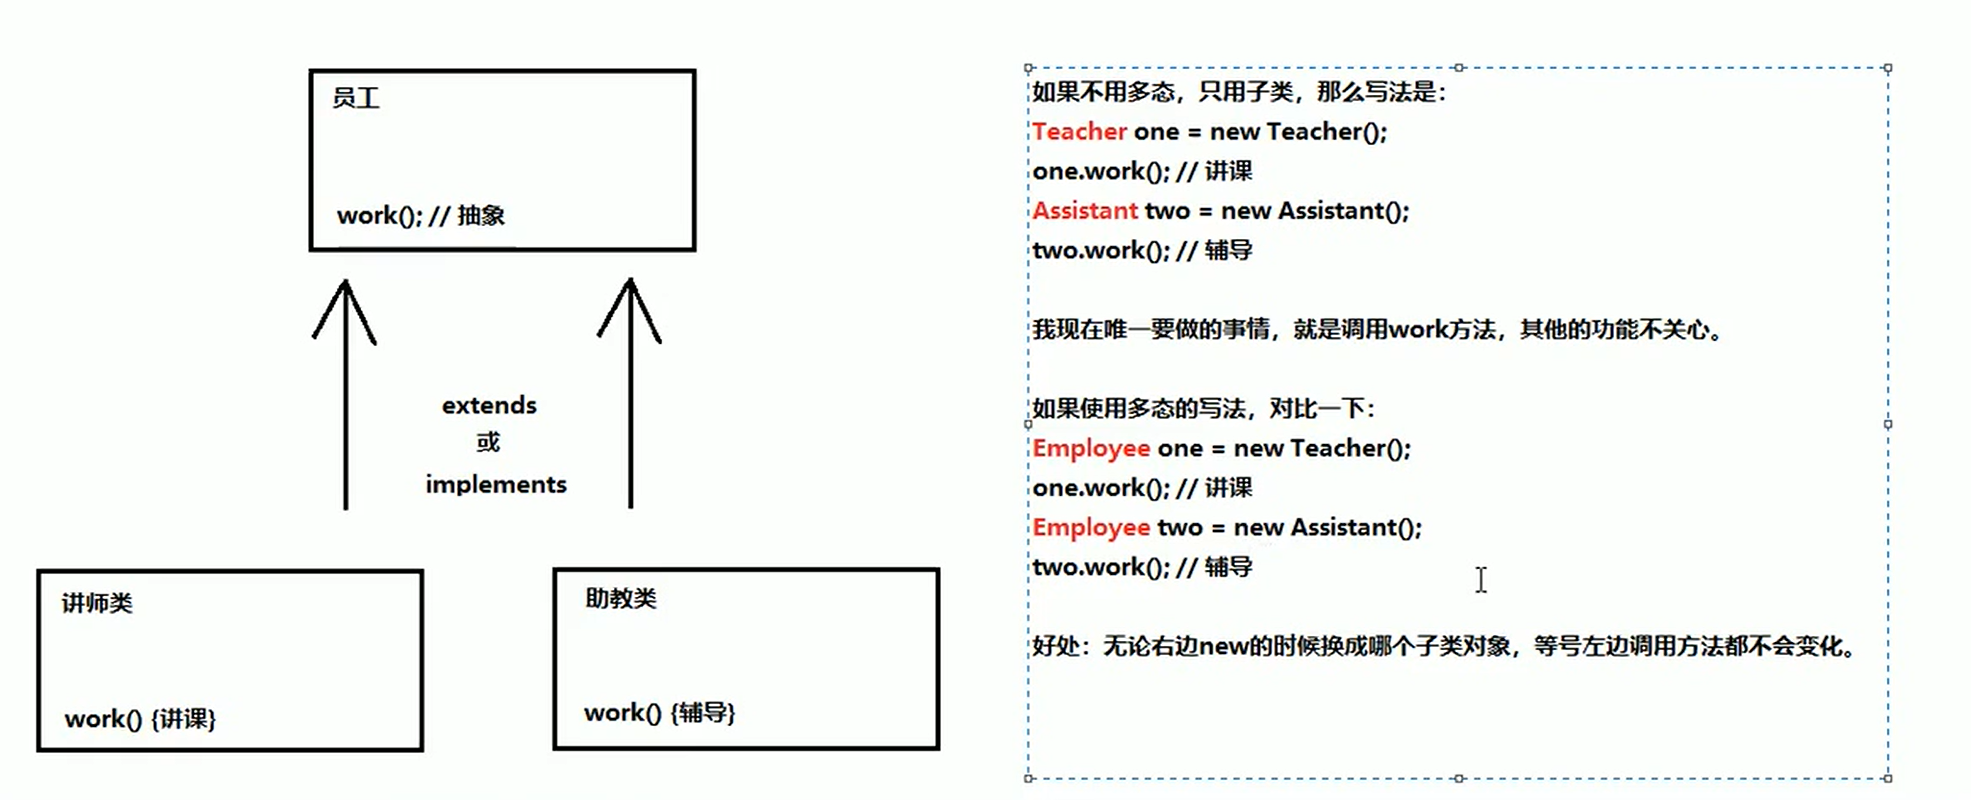 员工
work(); // 抽象
extends
或
implements
讲师类
work() {讲课}
助教类
work() {辅导}
如果不用多态，只用子类，那么写法是：
Teacher one = new Teacher();
one.work(); // 讲课
Assistant two = new Assistant();
two.work(); // 辅导
我现在唯一要做的事情，就是调用work方法，其他的功能不关心。
如果使用多态的写法，对比一下：
Employee one = new Teacher();
one.work(); // 讲课
Employee two = new Assistant();
two.work(); // 辅导
好处：无论右边new的时候换成哪个子类对象，等号左边调用方法都不会变化。